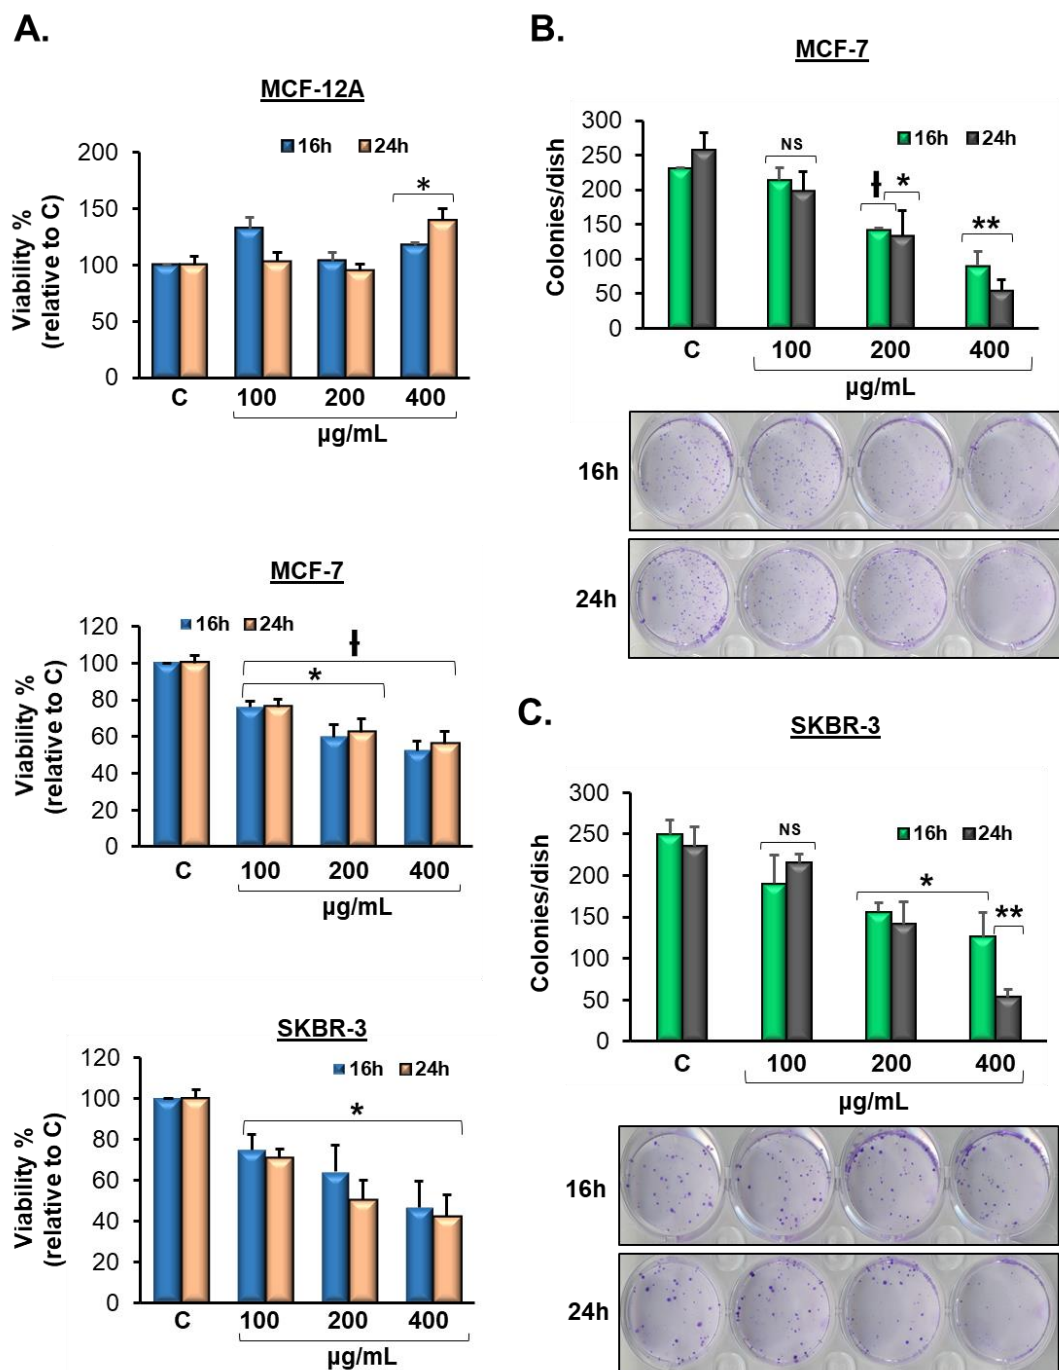 A.
MCF-12A
16h 24h
Viability %
(relative to C)
200
150
100
50
0
*
C 100 200 400
µg/mL
MCF-7
16h 24h
Viability %
(relative to C)
120
100
80
60
40
20
0
ƚ
*
C 100 200 400
µg/mL
SKBR-3
16h 24h
Viability %
(relative to C)
120
100
80
60
40
20
0
*
C 100 200 400
µg/mL
B.
MCF-7
16h 24h
Colonies/dish
300
250
200
150
100
50
0
NS
ƚ *
**
C 100 200 400
µg/mL
16h
24h
C.
SKBR-3
16h 24h
Colonies/dish
300
250
200
150
100
50
0
NS
*
**
C 100 200 400
µg/mL
16h
24h